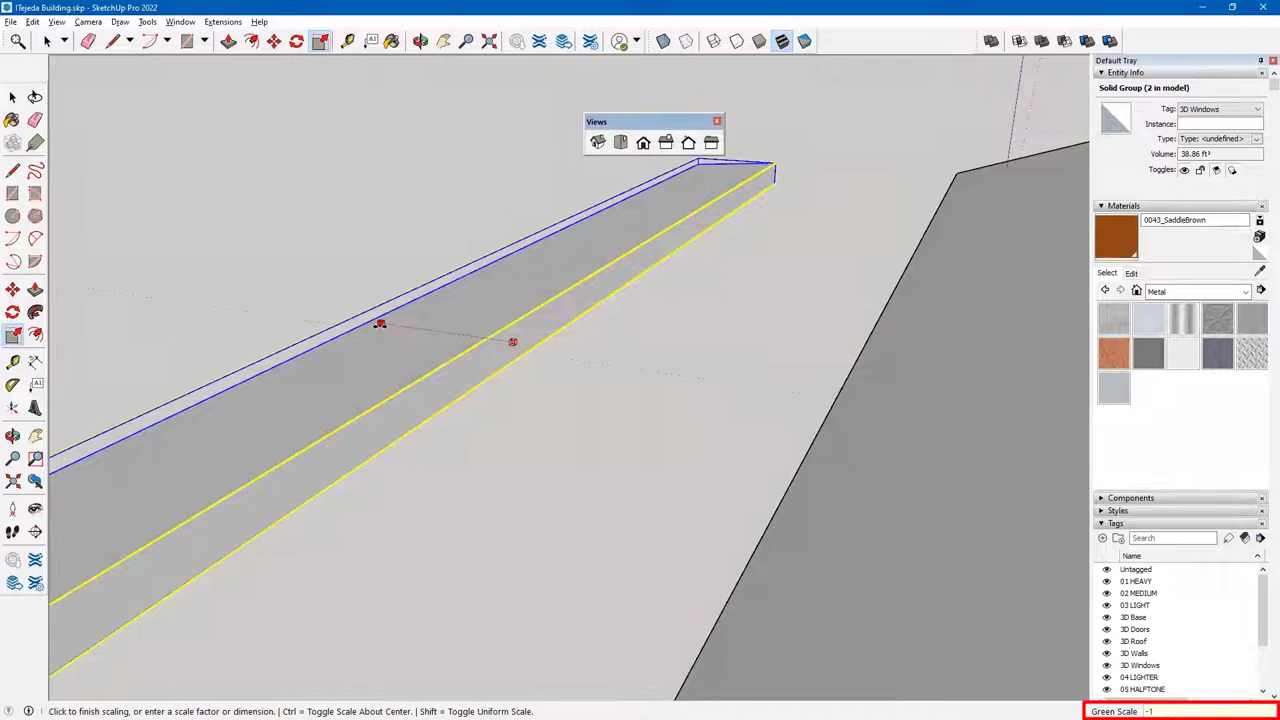 ITejeda Building.skp - SketchUp Pro 2022
File Edit View Camera Draw Tools Window Extensions Help
Default Tray
Entity Info
Solid Group (2 in model)
Tag: 3D Windows
Instance:
Type: Type: <undefined>
Volume: 38.86 ft³
Toggles:
Views
Materials
0043_SaddleBrown
Select Edit
Metal
Components
Styles
Tags
Search
Name
Untagged
01 HEAVY
02 MEDIUM
03 LIGHT
3D Base
3D Doors
3D Roof
3D Walls
3D Windows
04 LIGHTER
05 HALFTONE
Click to finish scaling, or enter a scale factor or dimension. | Ctrl = Toggle Scale About Center. | Shift = Toggle Uniform Scale.
Green Scale -1